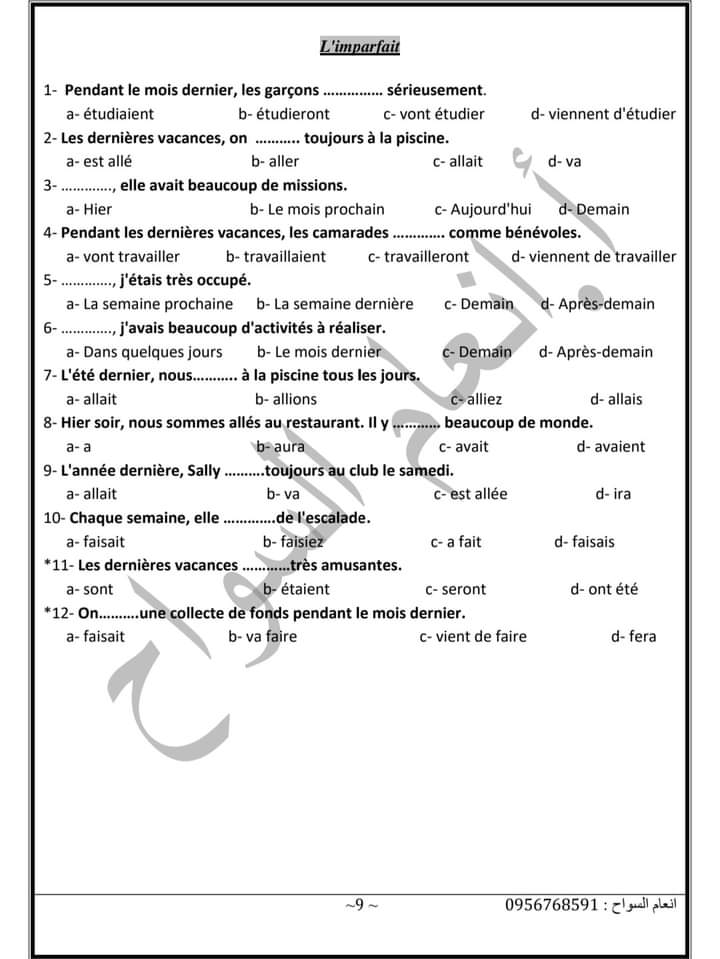 L'imparfait
1- Pendant le mois dernier, les garçons …………… sérieusement.
a- étudiaient b- étudieront c- vont étudier d- viennent d'étudier
2- Les dernières vacances, on ……….. toujours à la piscine.
a- est allé b- aller c- allait d- va
3- …………., elle avait beaucoup de missions.
a- Hier b- Le mois prochain c- Aujourd'hui d- Demain
4- Pendant les dernières vacances, les camarades …………. comme bénévoles.
a- vont travailler b- travaillaient c- travailleront d- viennent de travailler
5- …………., j'étais très occupé.
a- La semaine prochaine b- La semaine dernière c- Demain d- Après-demain
6- …………., j'avais beaucoup d'activités à réaliser.
a- Dans quelques jours b- Le mois dernier c- Demain d- Après-demain
7- L'été dernier, nous……….. à la piscine tous les jours.
a- allait b- allions c- alliez d- allais
8- Hier soir, nous sommes allés au restaurant. Il y ………… beaucoup de monde.
a- a b- aura c- avait d- avaient
9- L'année dernière, Sally ……….toujours au club le samedi.
a- allait b- va c- est allée d- ira
10- Chaque semaine, elle ………….de l'escalade.
a- faisait b- faisiez c- a fait d- faisais
*11- Les dernières vacances …………très amusantes.
a- sont b- étaient c- seront d- ont été
*12- On……….une collecte de fonds pendant le mois dernier.
a- faisait b- va faire c- vient de faire d- fera
أ.إنعام السواح
~9 ~
انعام السواح : 0956768591